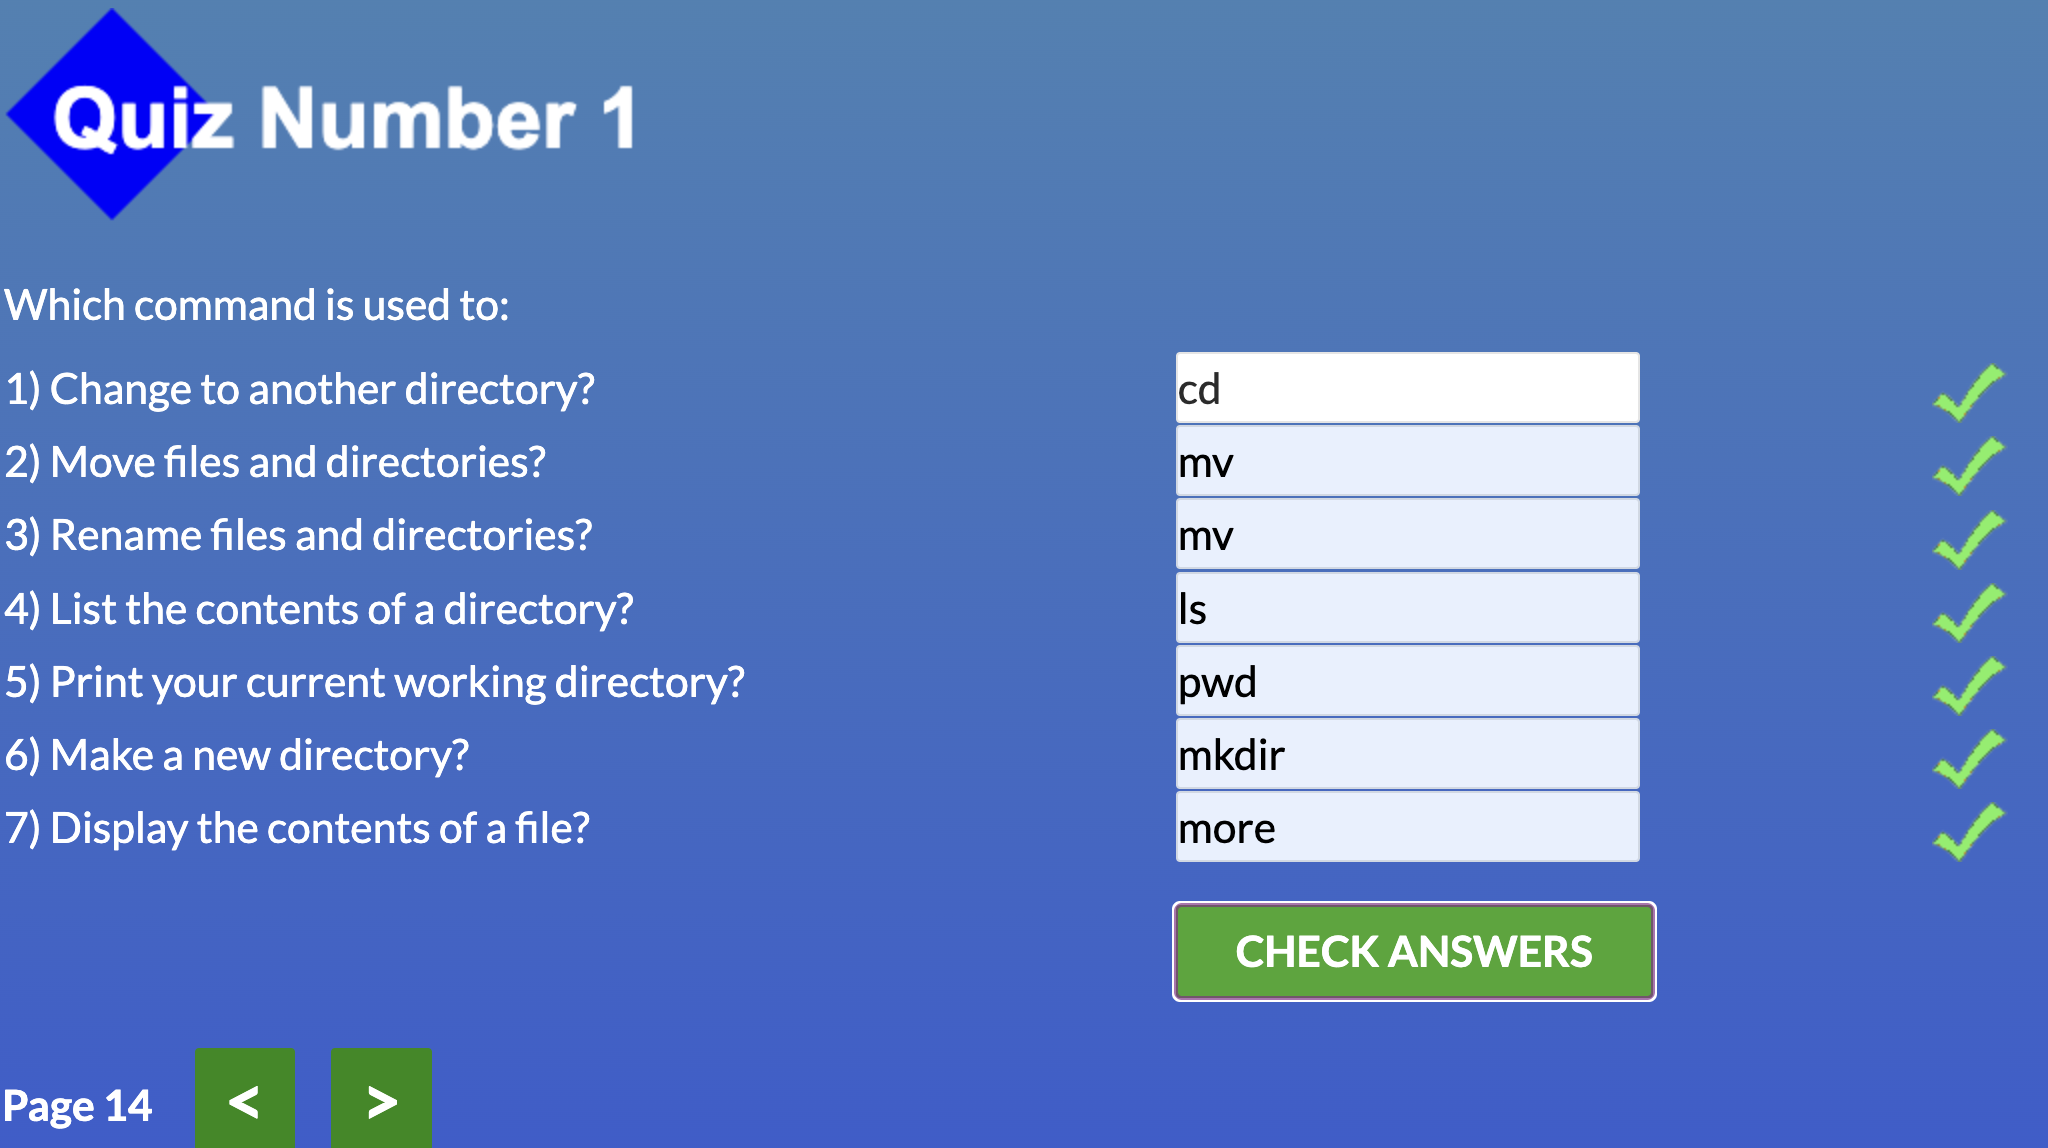 Quiz Number 1
Which command is used to:
1) Change to another directory? cd
2) Move files and directories? mv
3) Rename files and directories? mv
4) List the contents of a directory? ls
5) Print your current working directory? pwd
6) Make a new directory? mkdir
7) Display the contents of a file? more
CHECK ANSWERS
Page 14 < >